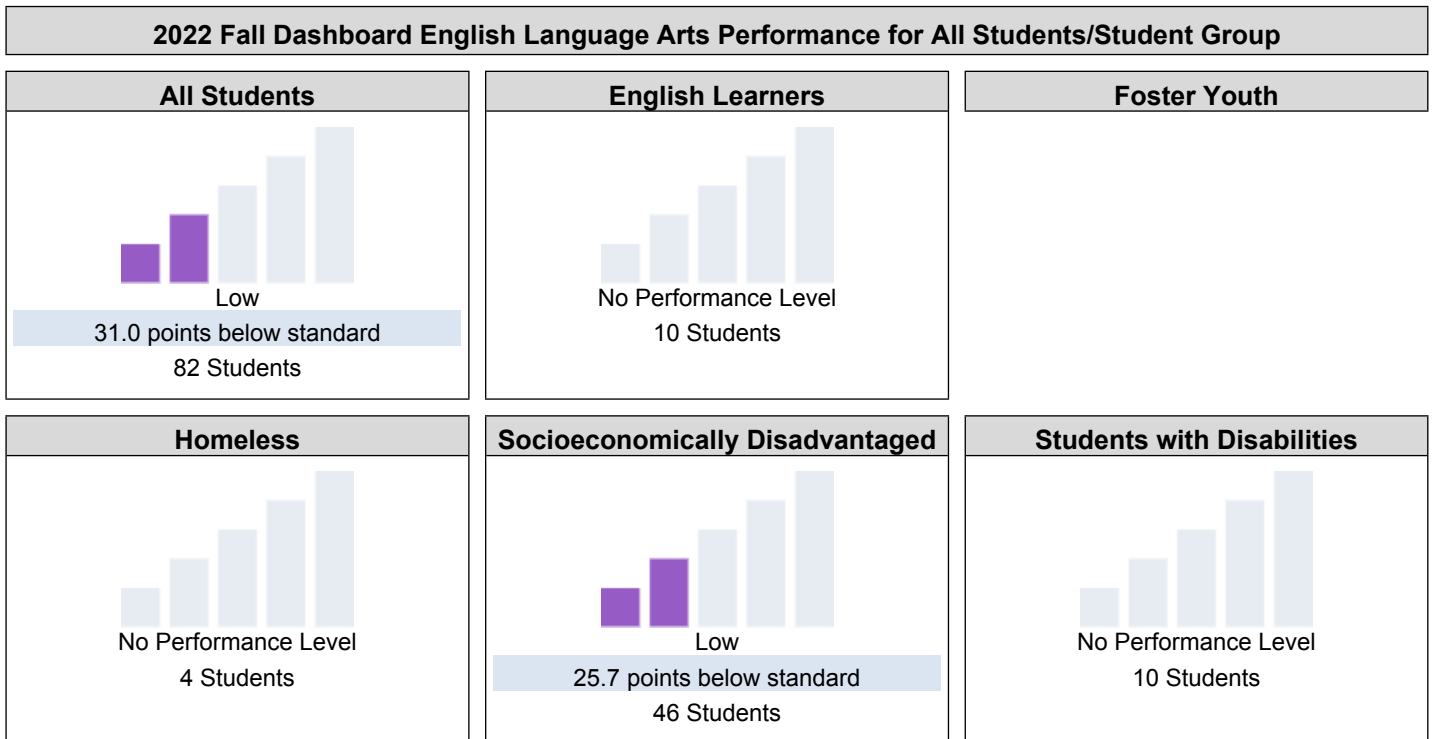 2022 Fall Dashboard English Language Arts Performance for All Students/Student Group
All Students
Low
31.0 points below standard
82 Students
English Learners
No Performance Level
10 Students
Foster Youth
Homeless
No Performance Level
4 Students
Socioeconomically Disadvantaged
Low
25.7 points below standard
46 Students
Students with Disabilities
No Performance Level
10 Students